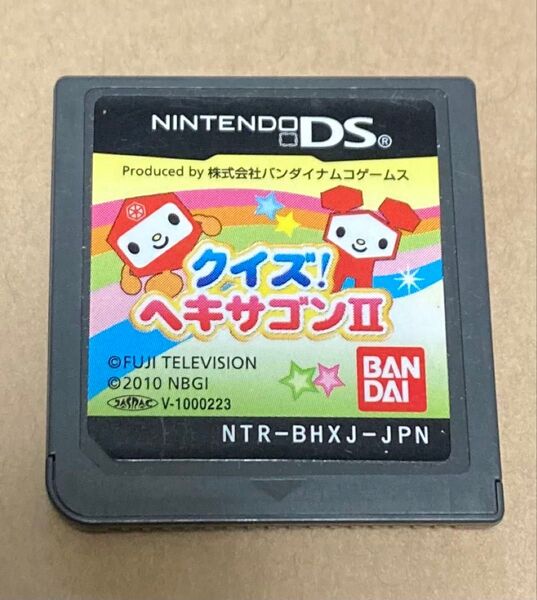 NINTENDO DS®
Produced by 株式会社バンダイナムコゲームス
クイズ!
ヘキサゴンII
©FUJI TELEVISION
©2010 NBGI
JASRAC V-1000223
BAN
DAI
NTR-BHXJ-JPN